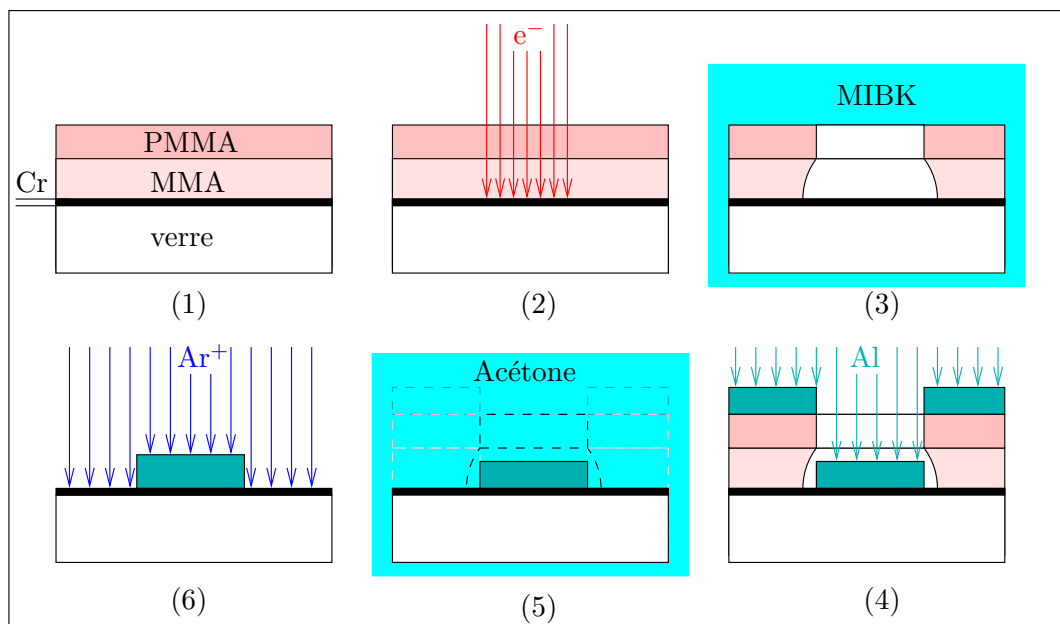 e⁻
MIBK
PMMA
MMA
Cr
verre
(1)
(2)
(3)
Ar⁺
Acétone
Al
(6)
(5)
(4)